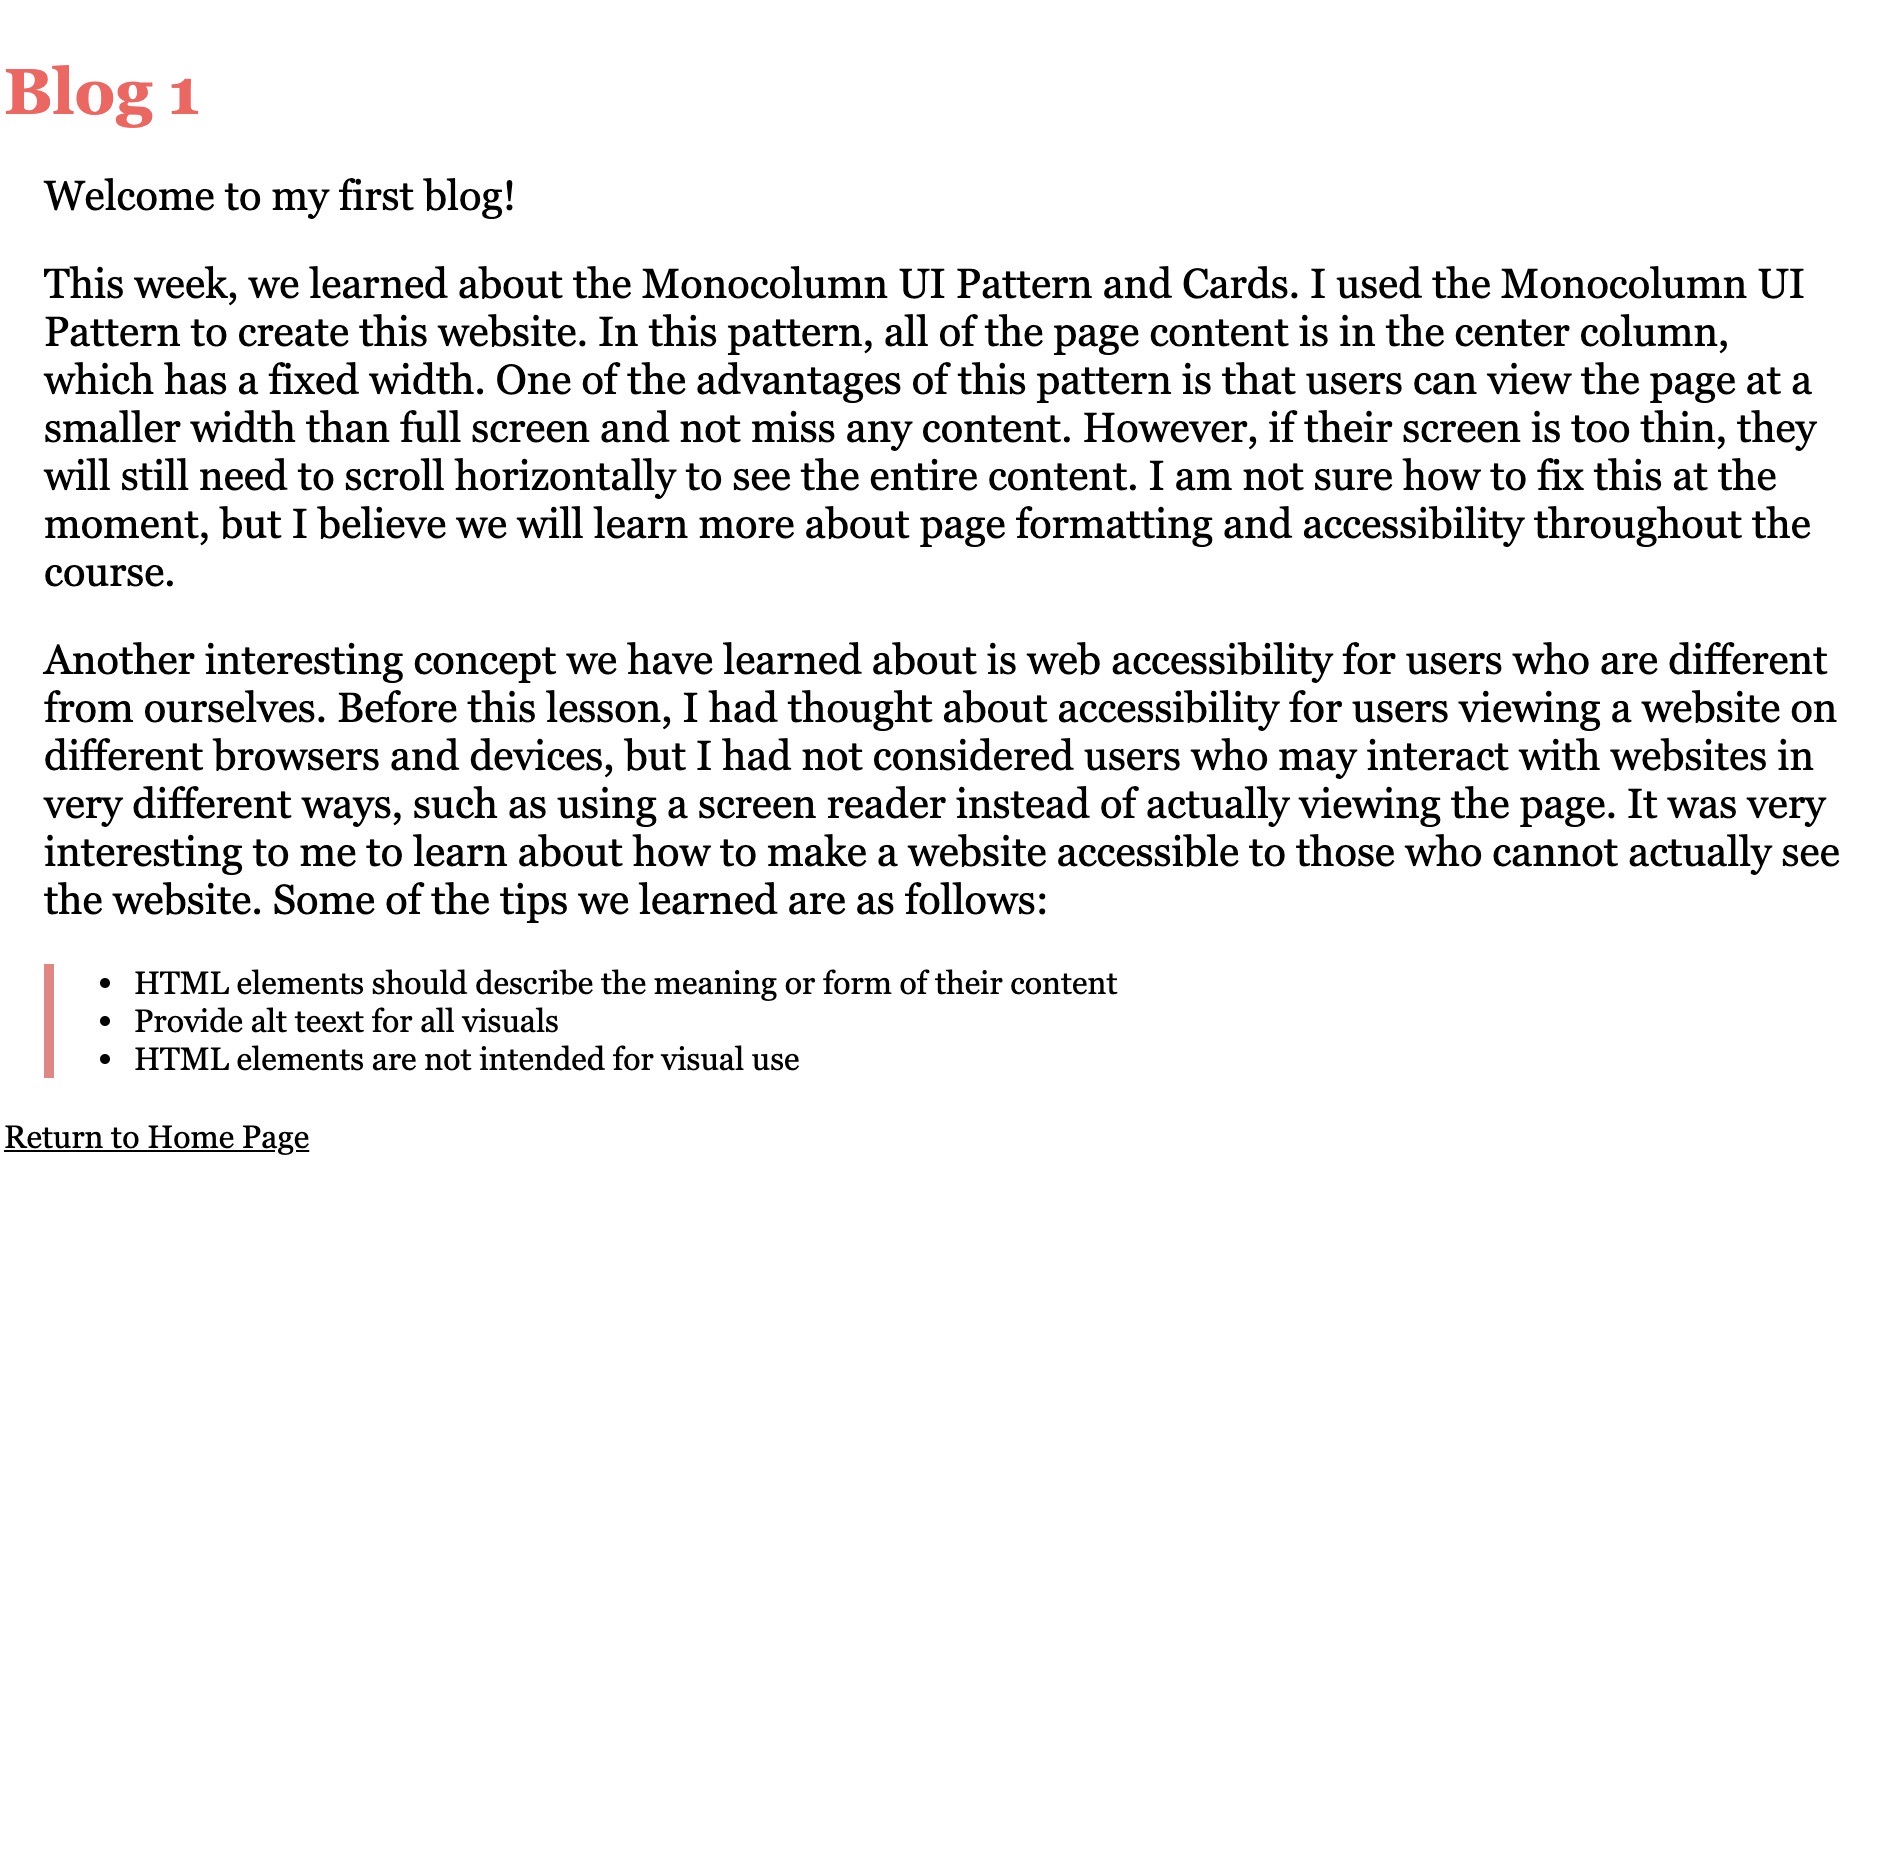 Blog 1
Welcome to my first blog!
This week, we learned about the Monocolumn UI Pattern and Cards. I used the Monocolumn UI
Pattern to create this website. In this pattern, all of the page content is in the center column,
which has a fixed width. One of the advantages of this pattern is that users can view the page at a
smaller width than full screen and not miss any content. However, if their screen is too thin, they
will still need to scroll horizontally to see the entire content. I am not sure how to fix this at the
moment, but I believe we will learn more about page formatting and accessibility throughout the
course.
Another interesting concept we have learned about is web accessibility for users who are different
from ourselves. Before this lesson, I had thought about accessibility for users viewing a website on
different browsers and devices, but I had not considered users who may interact with websites in
very different ways, such as using a screen reader instead of actually viewing the page. It was very
interesting to me to learn about how to make a website accessible to those who cannot actually see
the website. Some of the tips we learned are as follows:
• HTML elements should describe the meaning or form of their content
• Provide alt teext for all visuals
• HTML elements are not intended for visual use
Return to Home Page